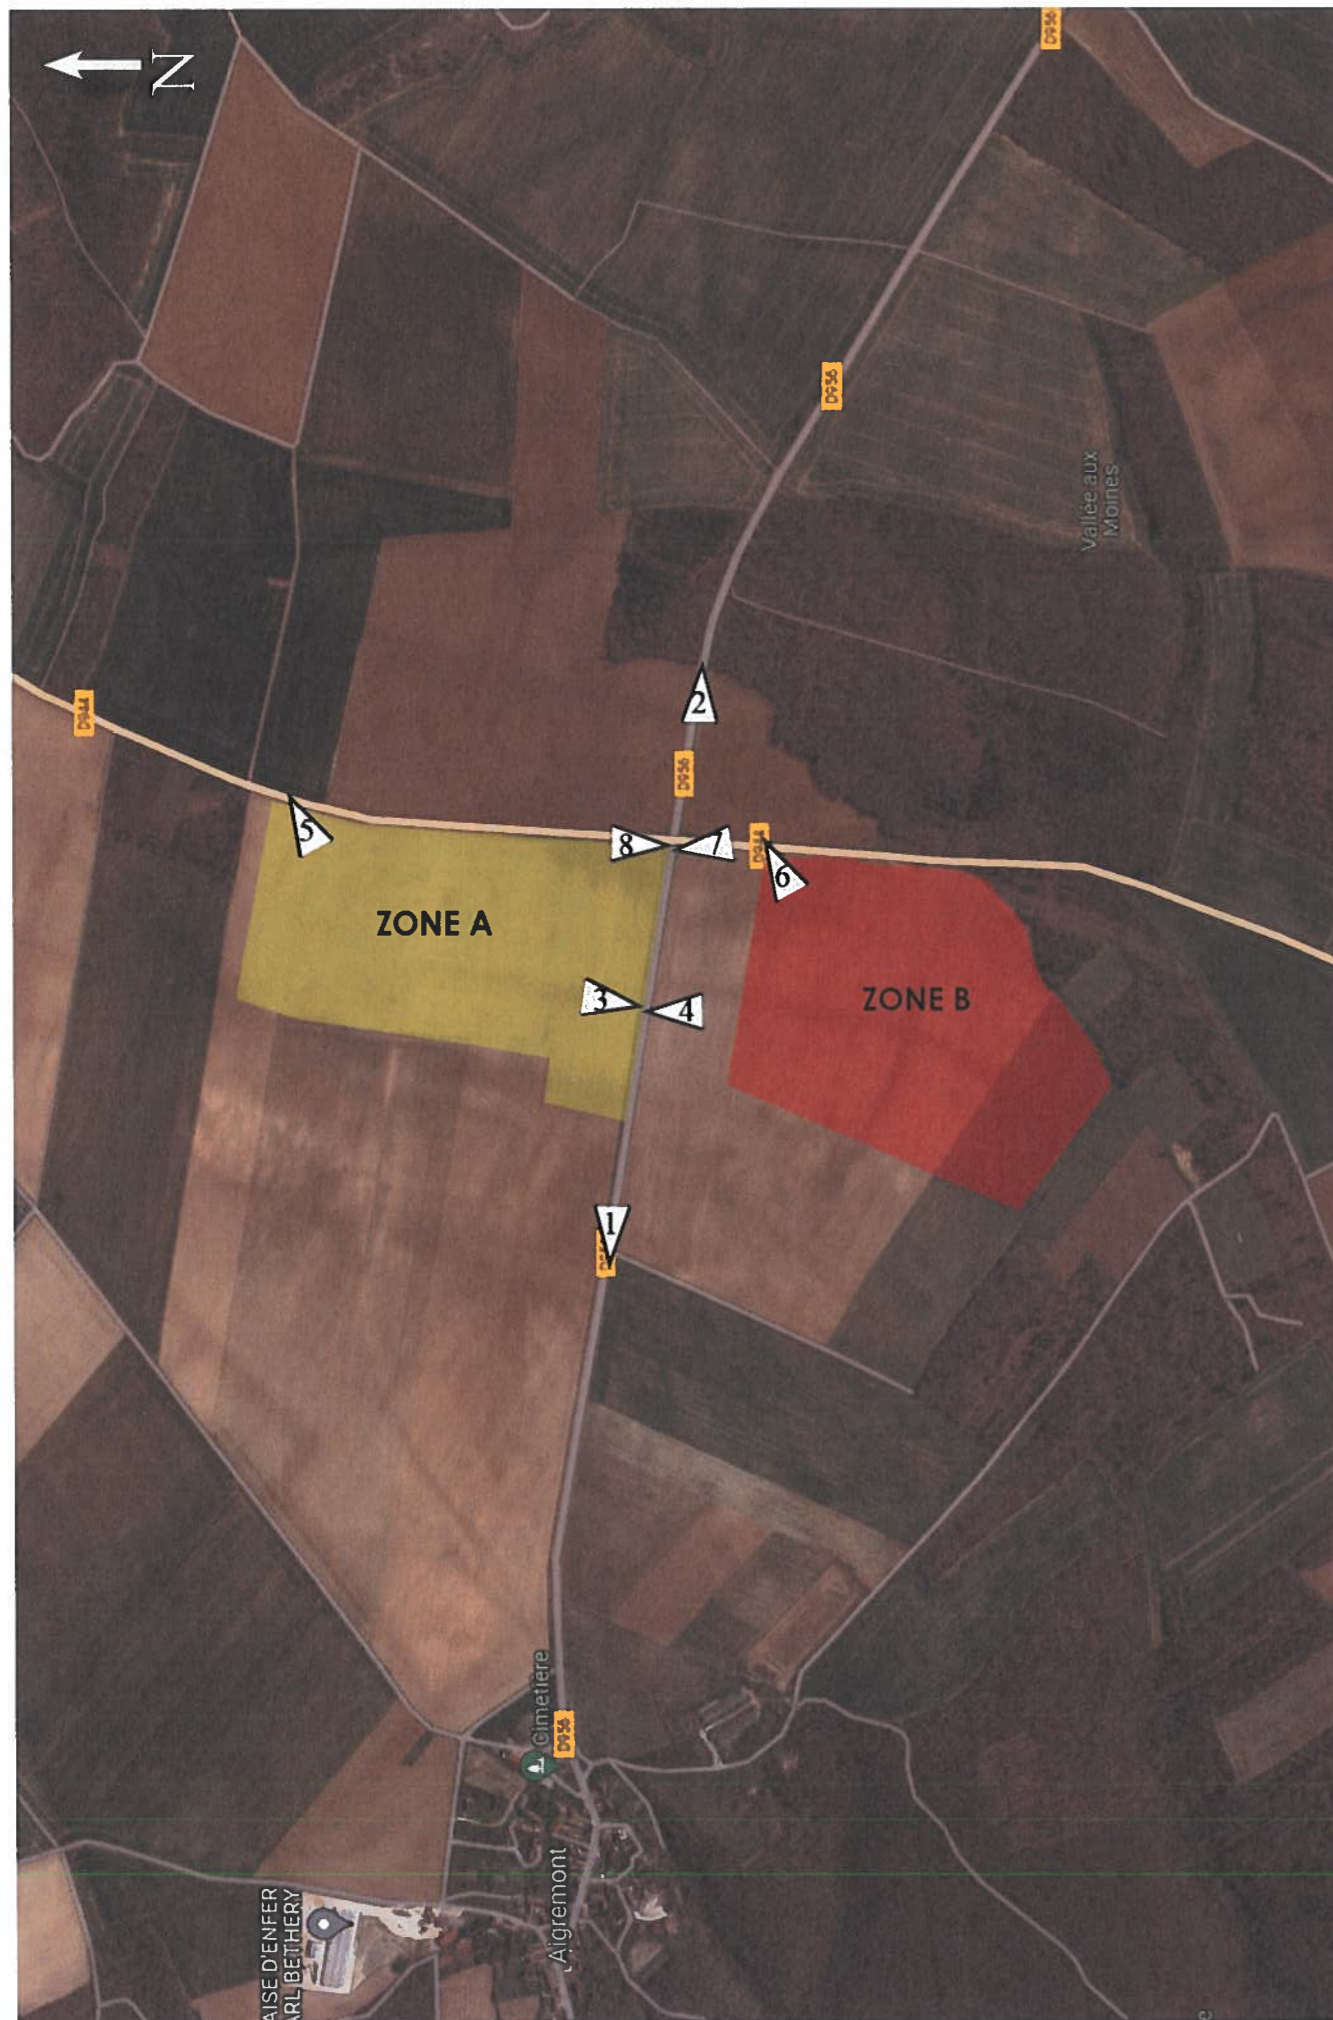 N
D956
D956
Vallée aux
Moines
D944
2
D956
5
8
7
D944
6
ZONE A
ZONE B
3
4
1
Cimetière
D956
Aigremont
AISE D'ENFER
ARL BETHERY